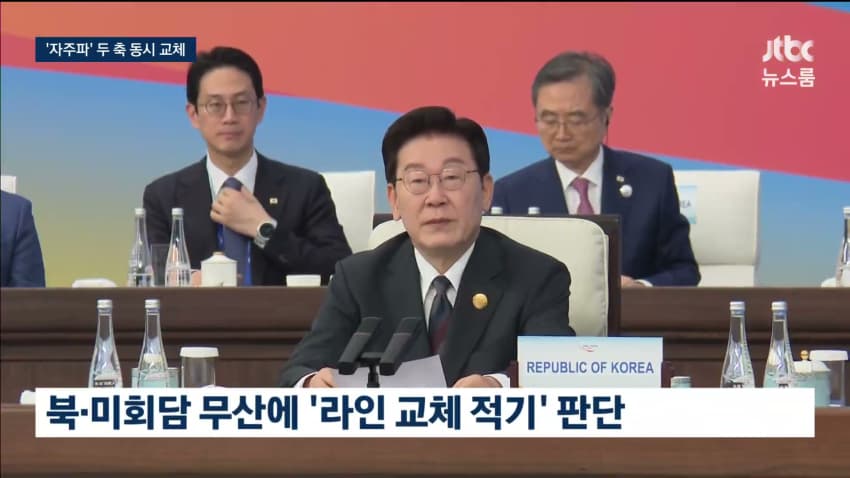 '자주파' 두 축 동시 교체
jtbc
뉴스룸
REPUBLIC OF KOREA
북·미회담 무산에 '라인 교체 적기' 판단